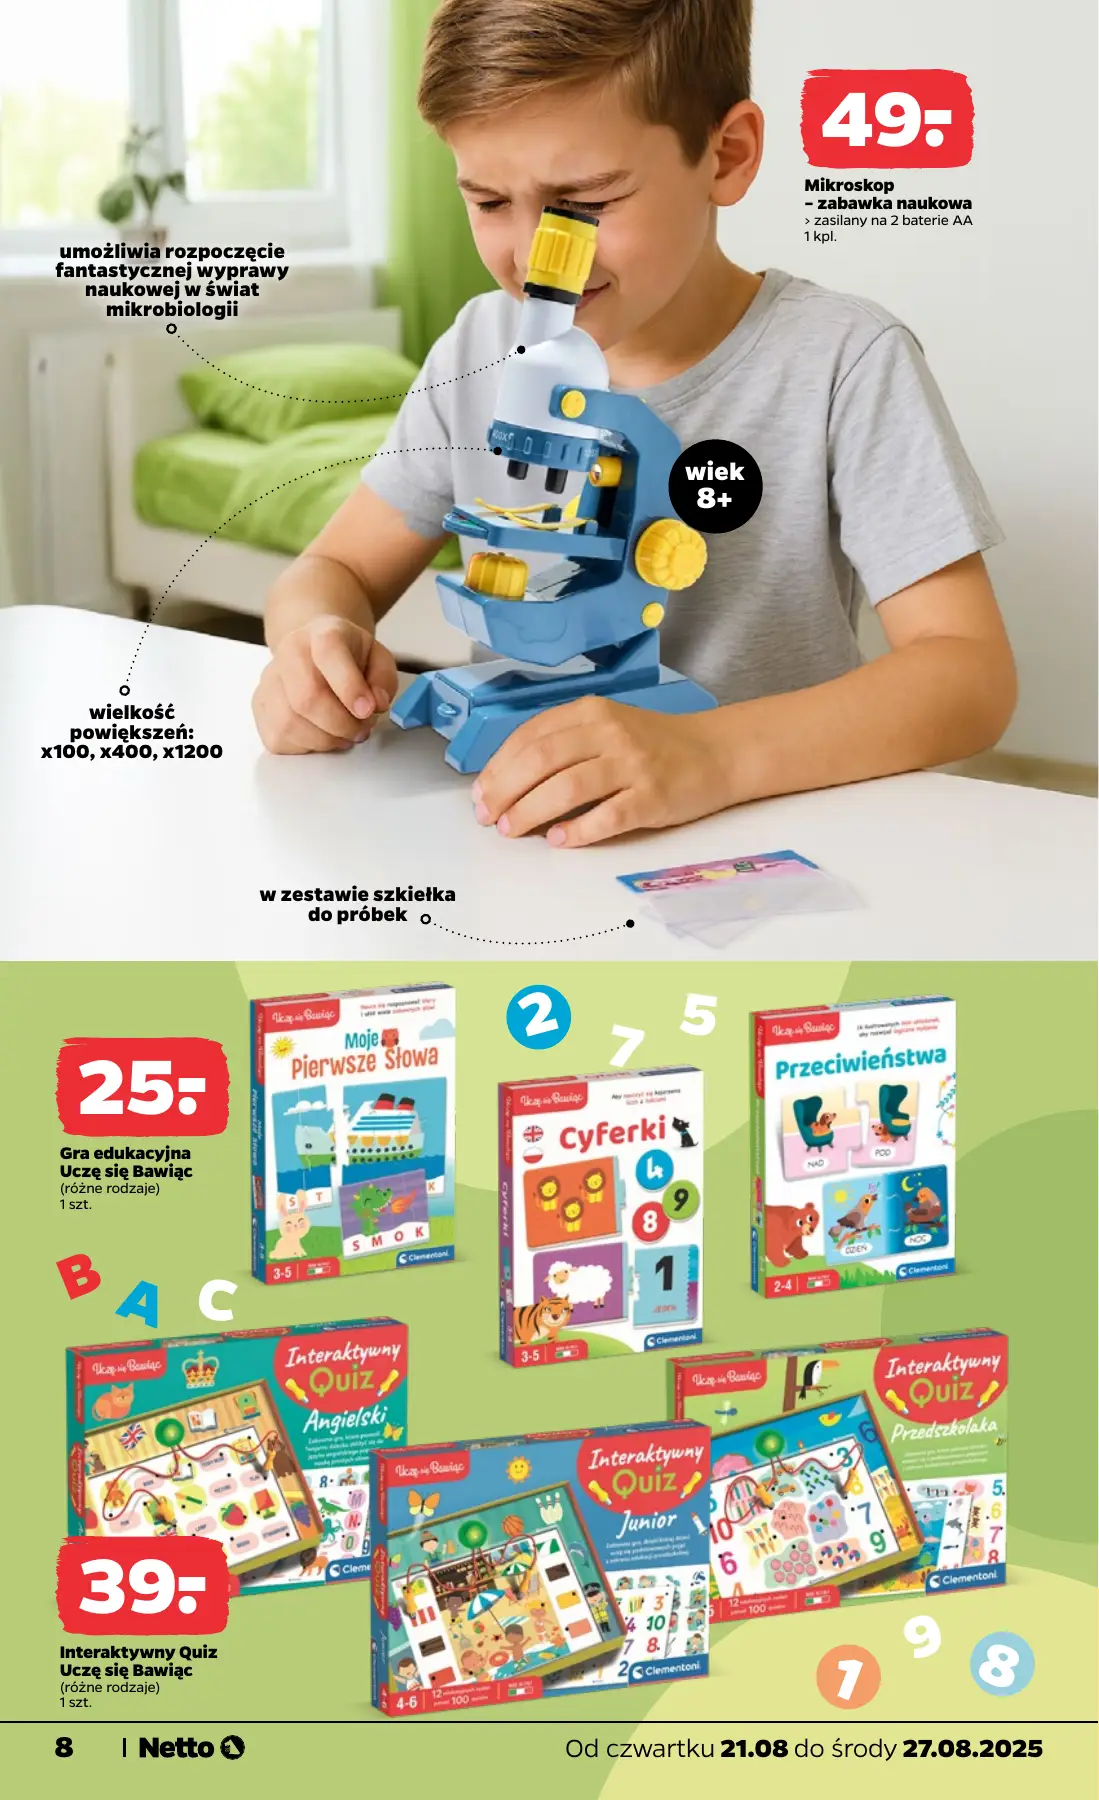 49.-
Mikroskop
– zabawka naukowa
> zasilany na 2 baterie AA
1 kpl.
umożliwia rozpoczęcie
fantastycznej wyprawy
naukowej w świat
mikrobiologii
wiek
8+
wielkość
powiększeń:
x100, x400, x1200
w zestawie szkiełka
do próbek
25.-
Gra edukacyjna
Uczę się Bawiąc
(różne rodzaje)
1 szt.
Uczę się Bawiąc
Moje
Pierwsze Słowa
S T
K
S M O K
3-5
Clementoni
2
7
5
Uczę się Bawiąc
Cyferki
4
9
8
1
3-5
Clementoni
Uczę się Bawiąc
Przeciwieństwa
NAD
POD
DZIEŃ
NOC
2-4
Clementoni
B A C
Uczę się Bawiąc
Interaktywny
Quiz
Angielski
Clementoni
Uczę się Bawiąc
Interaktywny
Quiz
Junior
4-6
12
100
Clementoni
Uczę się Bawiąc
Interaktywny
Quiz
Przedszkolaka
12
100
Clementoni
39.-
Interaktywny Quiz
Uczę się Bawiąc
(różne rodzaje)
1 szt.
1
9
8
8 | Netto
Od czwartku 21.08 do środy 27.08.2025